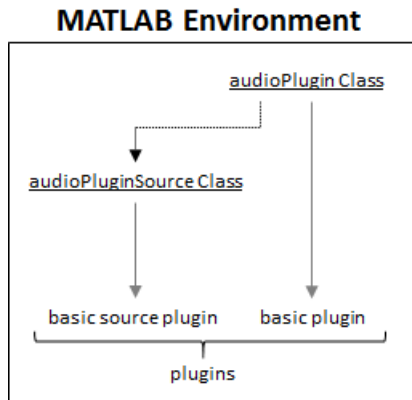 MATLAB Environment
audioPlugin Class
audioPluginSource Class
basic source plugin
basic plugin
plugins